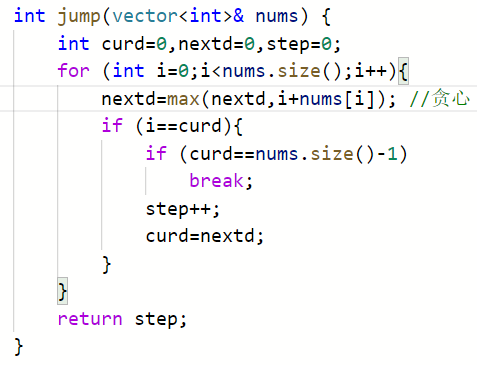 int jump(vector<int>& nums) {
    int curd=0,nextd=0,step=0;
    for (int i=0;i<nums.size();i++){
        nextd=max(nextd,i+nums[i]); //贪心
        if (i==curd){
            if (curd==nums.size()-1)
                break;
            step++;
            curd=nextd;
        }
    }
    return step;
}